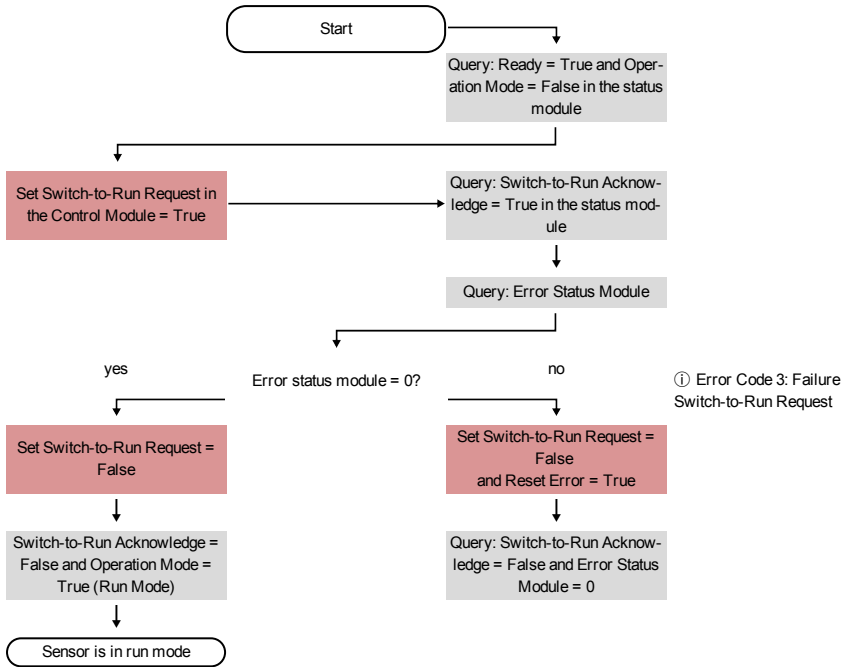 Start
Query: Ready = True and Oper-
ation Mode = False in the status
module
Set Switch-to-Run Request in
the Control Module = True
Query: Switch-to-Run Acknow-
ledge = True in the status mod-
ule
Query: Error Status Module
yes
Error status module = 0?
no
ⓘ Error Code 3: Failure
Switch-to-Run Request
Set Switch-to-Run Request =
False
Set Switch-to-Run Request =
False
and Reset Error = True
Switch-to-Run Acknowledge =
False and Operation Mode =
True (Run Mode)
Query: Switch-to-Run Acknow-
ledge = False and Error Status
Module = 0
Sensor is in run mode